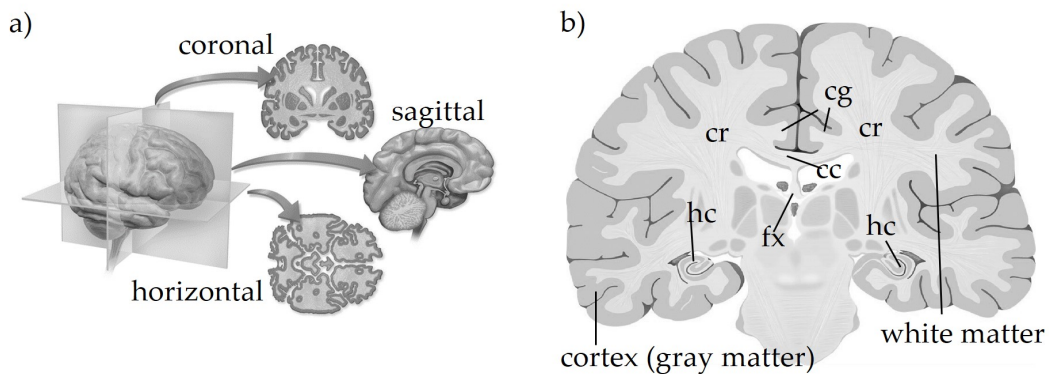 a)
coronal
sagittal
horizontal
b)
cg
cr
cr
cc
hc
fx
hc
white matter
cortex (gray matter)